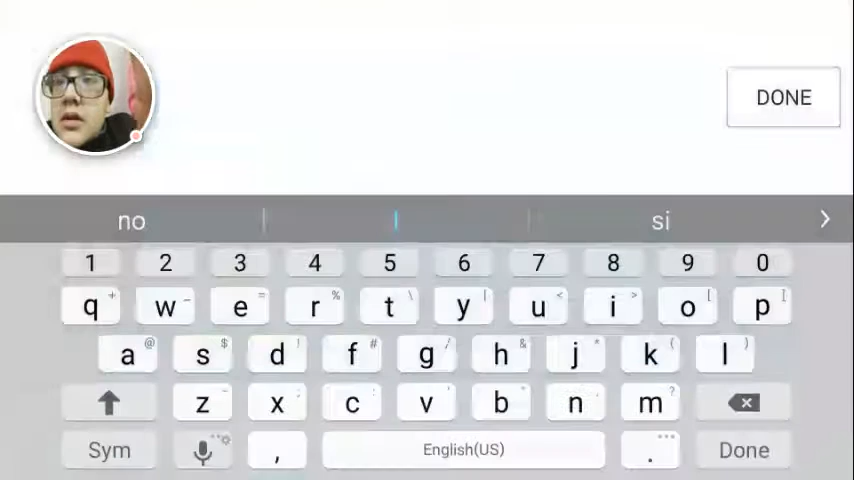 DONE
no si
1 2 3 4 5 6 7 8 9 0
q + w - e = r % t \ y | u < i > o [ p ]
a @ s $ d ! f # g / h & j * k ( l )
z x : c ; v ' b " n , m ?
Sym , English(US) . ... Done